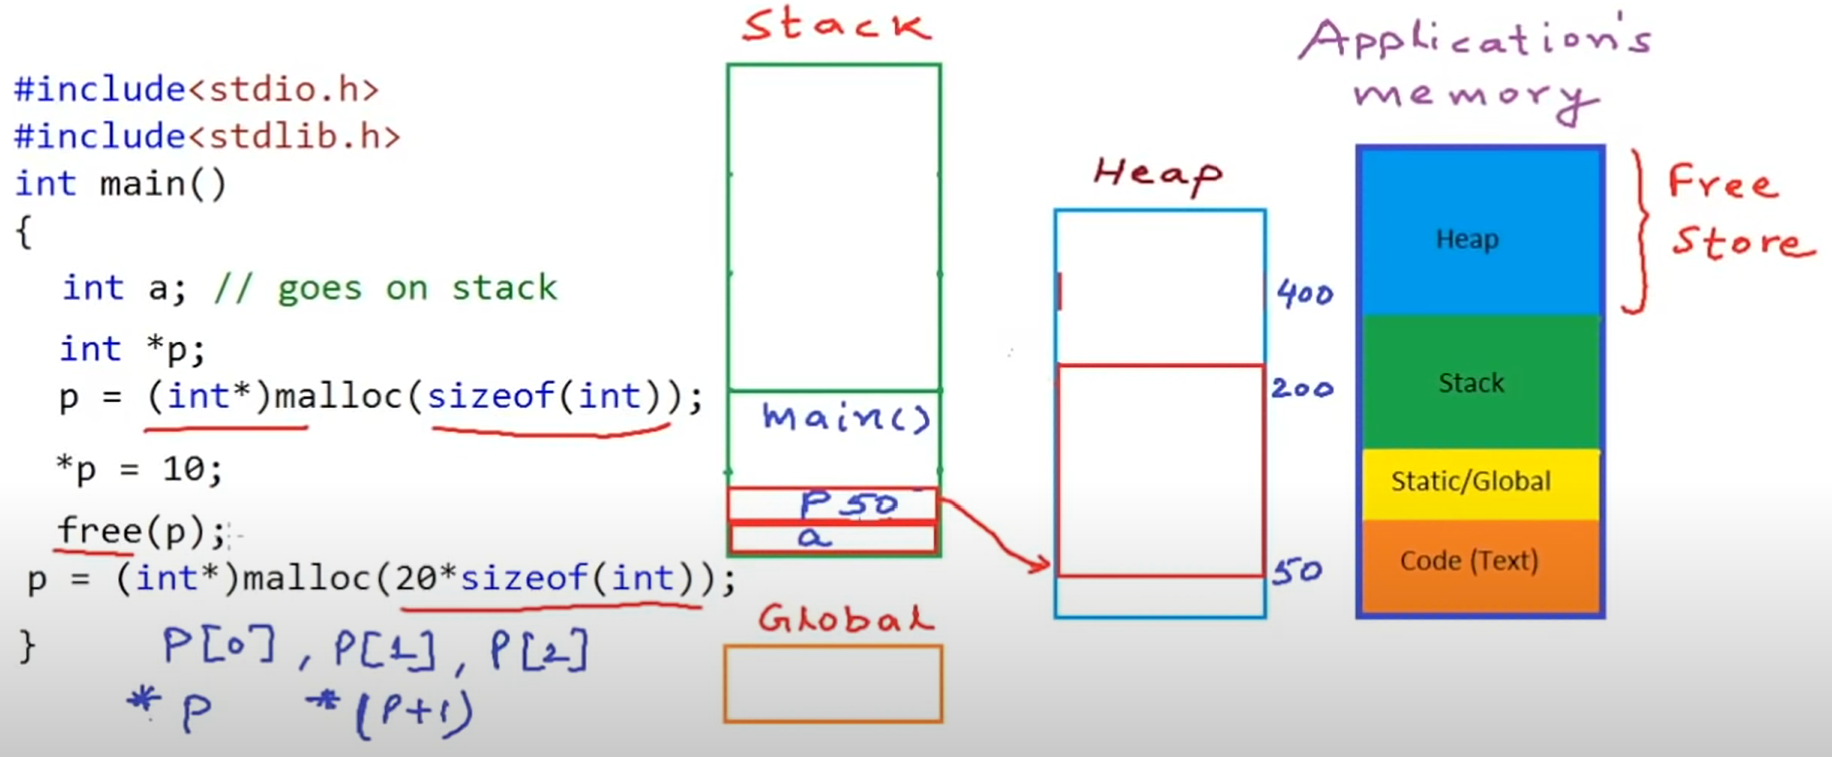 #include<stdio.h>
#include<stdlib.h>
int main()
{
int a; // goes on stack
int *p;
p = (int*)malloc(sizeof(int));
*p = 10;
free(p);
p = (int*)malloc(20*sizeof(int));
}
P[0], P[1], P[2]
*P *(P+1)
Stack
main()
P 50
a
Global
Heap
400
200
50
Application's
memory
Heap
Stack
Static/Global
Code (Text)
Free
Store